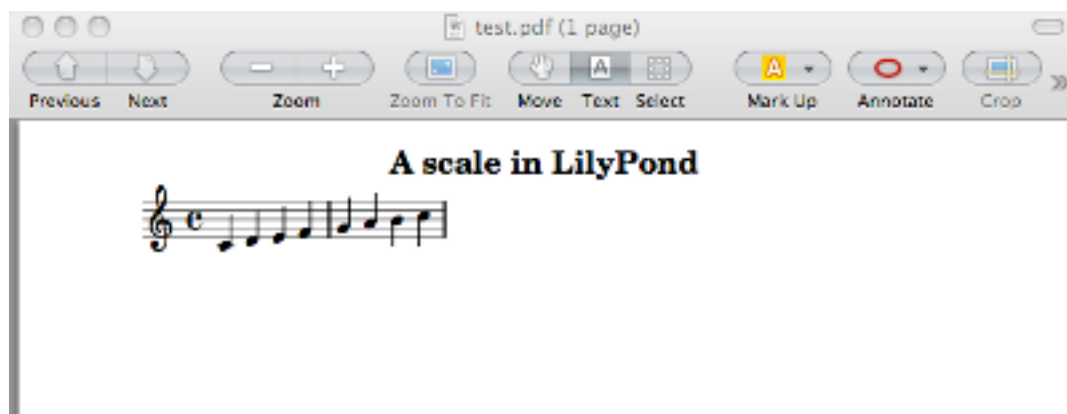 test.pdf (1 page)
Previous Next Zoom Zoom To Fit Move Text Select Mark Up Annotate Crop
A scale in LilyPond